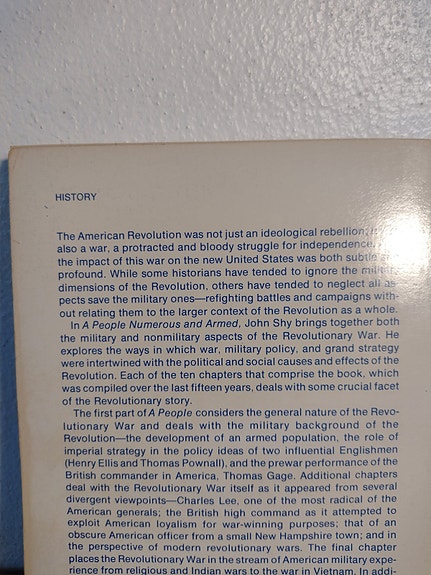 HISTORY
The American Revolution was not just an ideological rebellion;
also a war, a protracted and bloody struggle for independence,
the impact of this war on the new United States was both subtle
profound. While some historians have tended to ignore the
dimensions of the Revolution, others have tended to neglect all as-
pects save the military ones—refighting battles and campaigns with-
out relating them to the larger context of the Revolution as a whole.
In A People Numerous and Armed, John Shy brings together both
the military and nonmilitary aspects of the Revolutionary War. He
explores the ways in which war, military policy, and grand strategy
were intertwined with the political and social causes and effects of the
Revolution. Each of the ten chapters that comprise the book, which
was compiled over the last fifteen years, deals with some crucial facet
of the Revolutionary story.
The first part of A People considers the general nature of the Revo-
lutionary War and deals with the military background of the
Revolution—the development of an armed population, the role of
imperial strategy in the policy ideas of two influential Englishmen
(Henry Ellis and Thomas Pownall), and the prewar performance of the
British commander in America, Thomas Gage. Additional chapters
deal with the Revolutionary War itself as it appeared from several
divergent viewpoints—Charles Lee, one of the most radical of the
American generals; the British high command as it attempted to
exploit American loyalism for war-winning purposes; that of an
obscure American officer from a small New Hampshire town; and in
the perspective of modern revolutionary wars. The final chapter
places the Revolutionary War in the stream of American military expe-
rience from religious and Indian wars to the war in Vietnam. In addi-